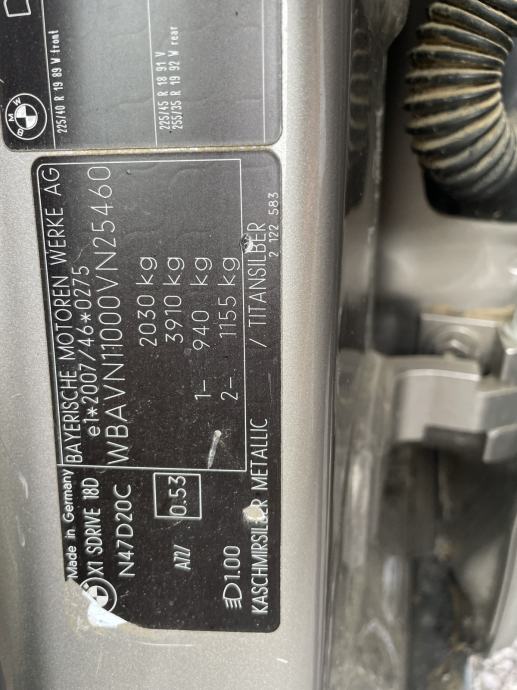 BMW
225/40 R 19 89 W front
225/45 R 18 91 V
255/35 R 19 92 W rear
Made in Germany
BAYERISCHE MOTOREN WERKE AG
X1 SDRIVE 18D
e1*2007/46*0275
N47D20C
WBAVN11000VN25460
2030 kg
A72/
3910 kg
0.53
1– 940 kg
2– 1155 kg
1.00
KASCHMIRSILBER METALLIC / TITANSILBER
2 122 583